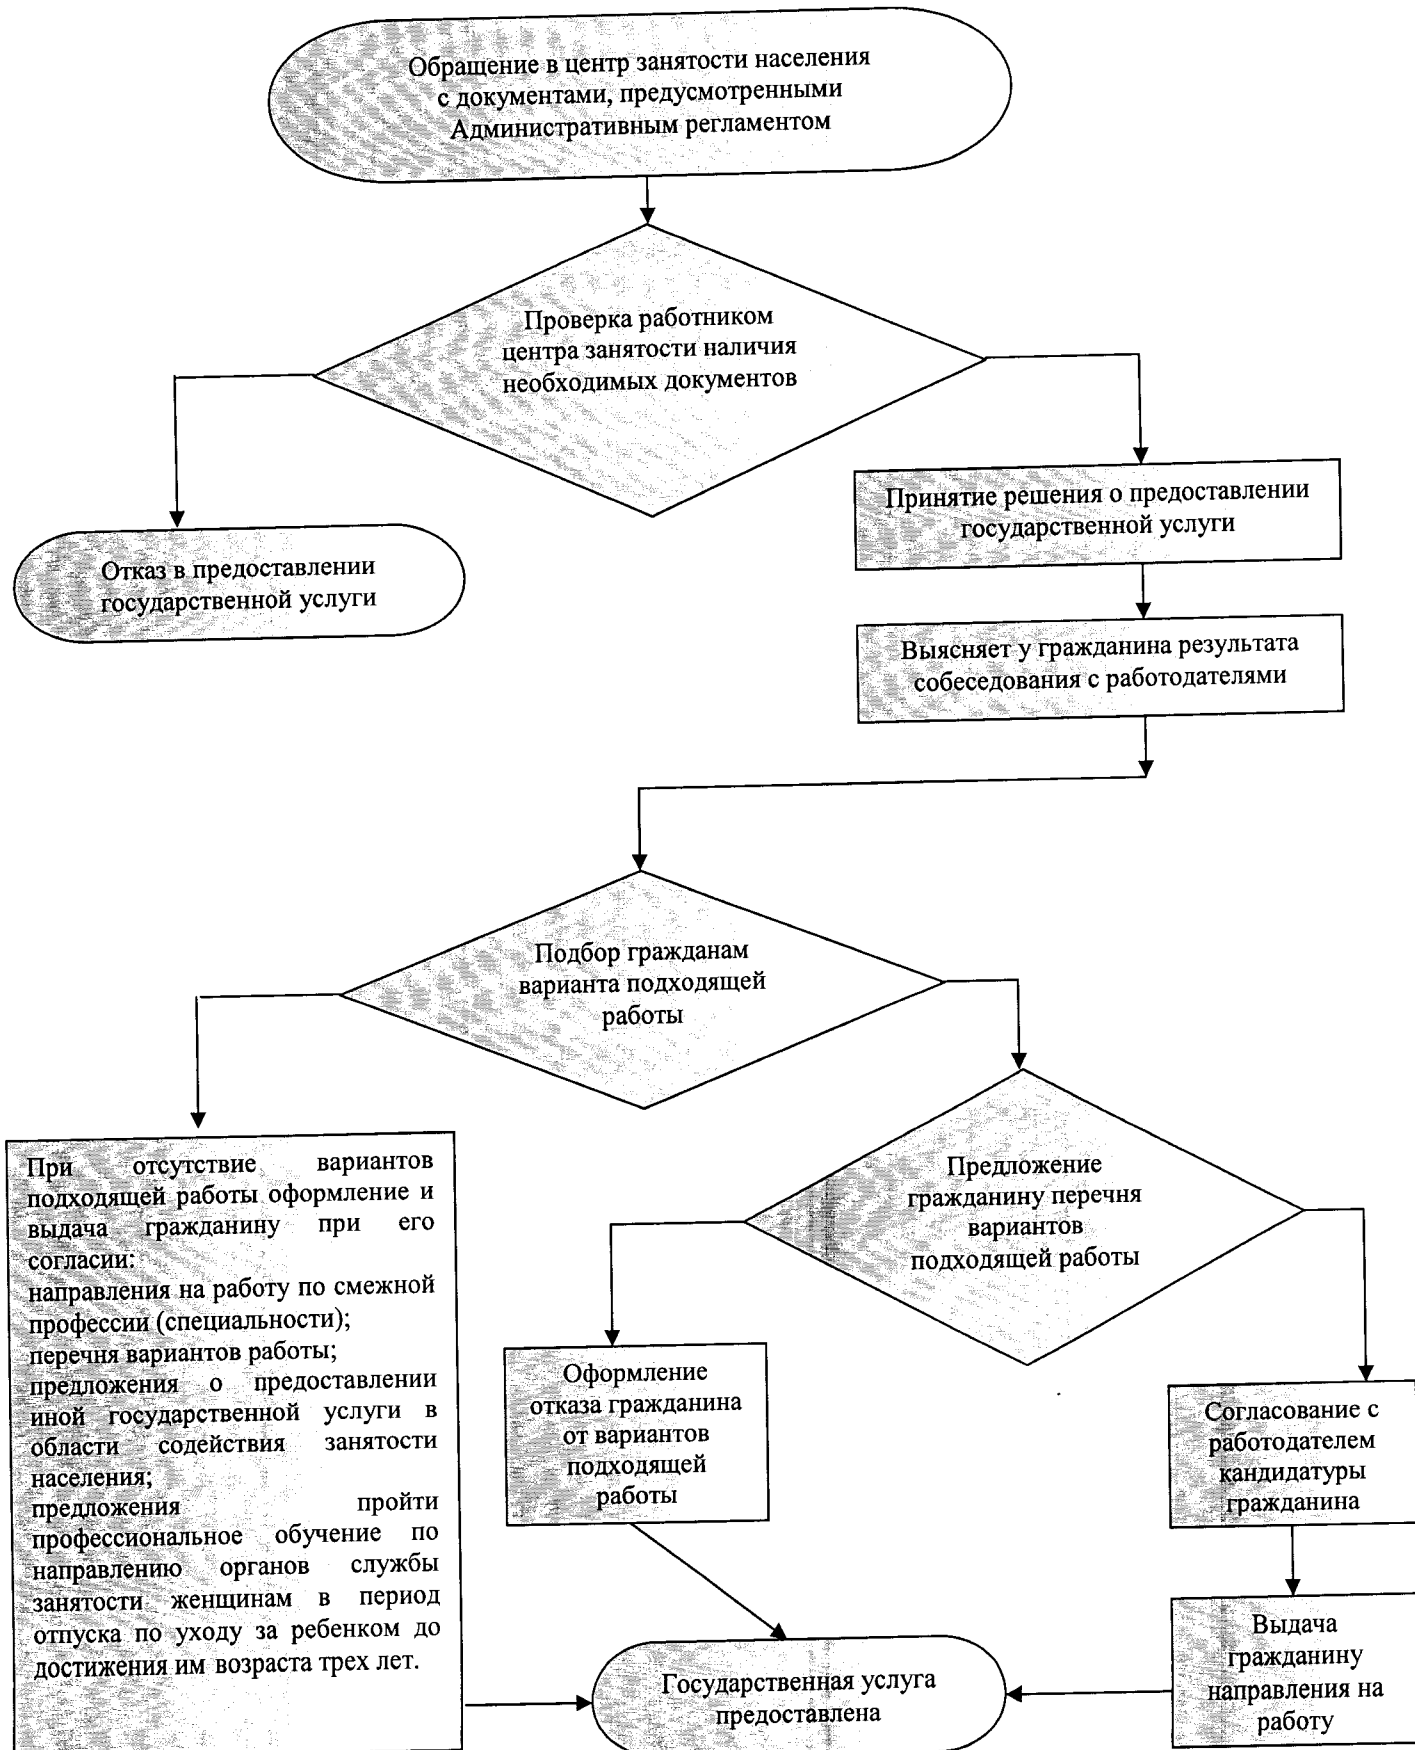 Обращение в центр занятости населения
с документами, предусмотренными
Административным регламентом
Проверка работником
центра занятости наличия
необходимых документов
Принятие решения о предоставлении
государственной услуги
Отказ в предоставлении
государственной услуги
Выясняет у гражданина результата
собеседования с работодателями
Подбор гражданам
варианта подходящей
работы
При отсутствие вариантов
подходящей работы оформление и
выдача гражданину при его
согласии:
направления на работу по смежной
профессии (специальности);
перечня вариантов работы;
предложения о предоставлении
иной государственной услуги в
области содействия занятости
населения;
предложения пройти
профессиональное обучение по
направлению органов службы
занятости женщинам в период
отпуска по уходу за ребенком до
достижения им возраста трех лет.
Предложение
гражданину перечня
вариантов
подходящей работы
Оформление
отказа гражданина
от вариантов
подходящей
работы
Согласование с
работодателем
кандидатуры
гражданина
Выдача
гражданину
направления на
работу
Государственная услуга
предоставлена